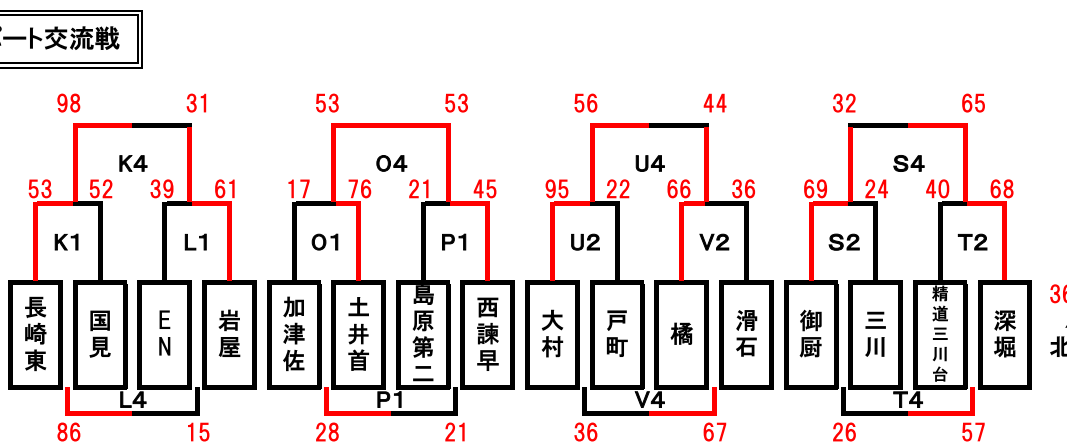 ート交流戦
98 31 53 53 56 44 32 65
K4 O4 U4 S4
53 52 39 61 17 76 21 45 95 22 66 36 69 24 40 68
K1 L1 O1 P1 U2 V2 S2 T2
長崎東 国見 EN 岩屋 加津佐 土井首 島原第二 西諫早 大村 戸町 橘 滑石 御厨 三川 精道三川台 深堀
36
北
L4 P1 V4 T4
86 15 28 21 36 67 26 57